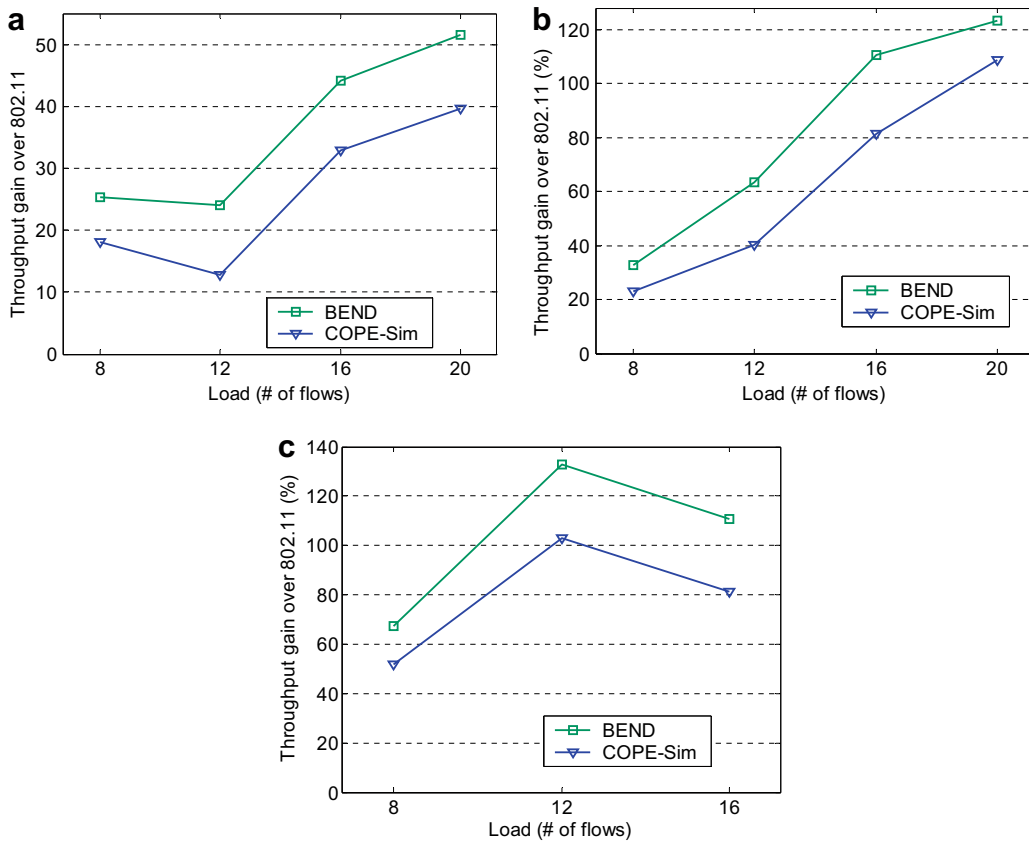 a
Throughput gain over 802.11
50
40
30
20
10
0
8
12
16
20
Load (# of flows)
BEND
COPE-Sim
b
Throughput gain over 802.11 (%)
120
100
80
60
40
20
0
8
12
16
20
Load (# of flows)
BEND
COPE-Sim
c
Throughput gain over 802.11 (%)
140
120
100
80
60
40
20
0
8
12
16
Load (# of flows)
BEND
COPE-Sim